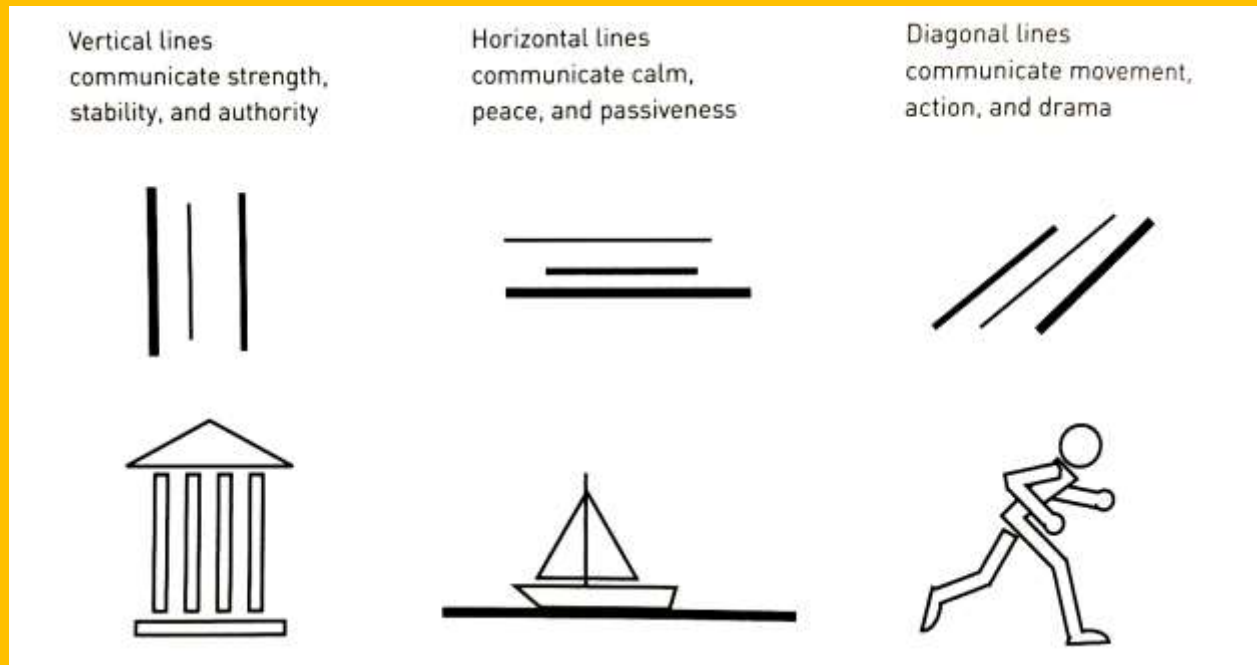 Vertical lines
communicate strength,
stability, and authority
Horizontal lines
communicate calm,
peace, and passiveness
Diagonal lines
communicate movement,
action, and drama